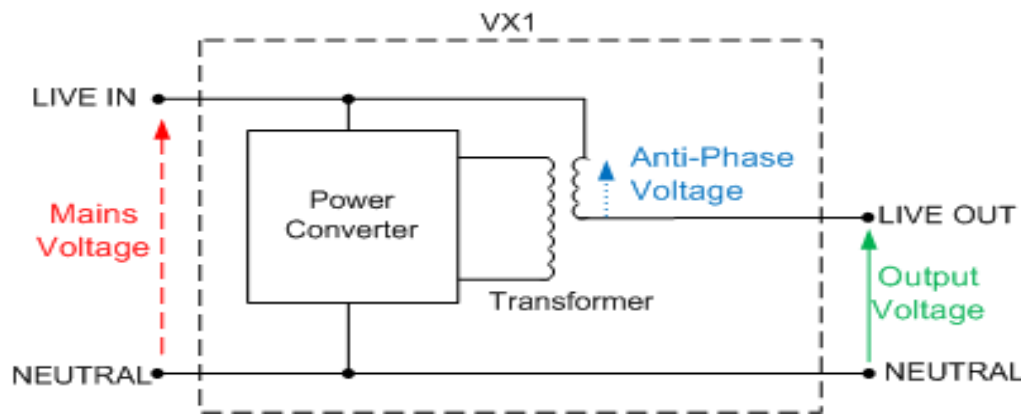 VX1
LIVE IN
Mains
Voltage
Power
Converter
Anti-Phase
Voltage
Transformer
LIVE OUT
Output
Voltage
NEUTRAL
NEUTRAL